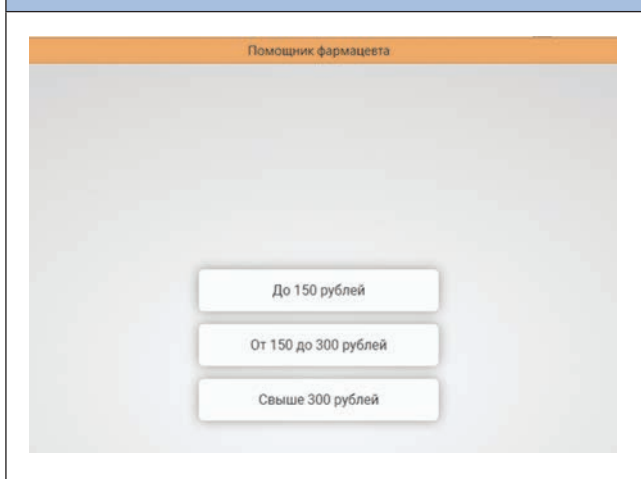 Помощник фармацевта
До 150 рублей
От 150 до 300 рублей
Свыше 300 рублей